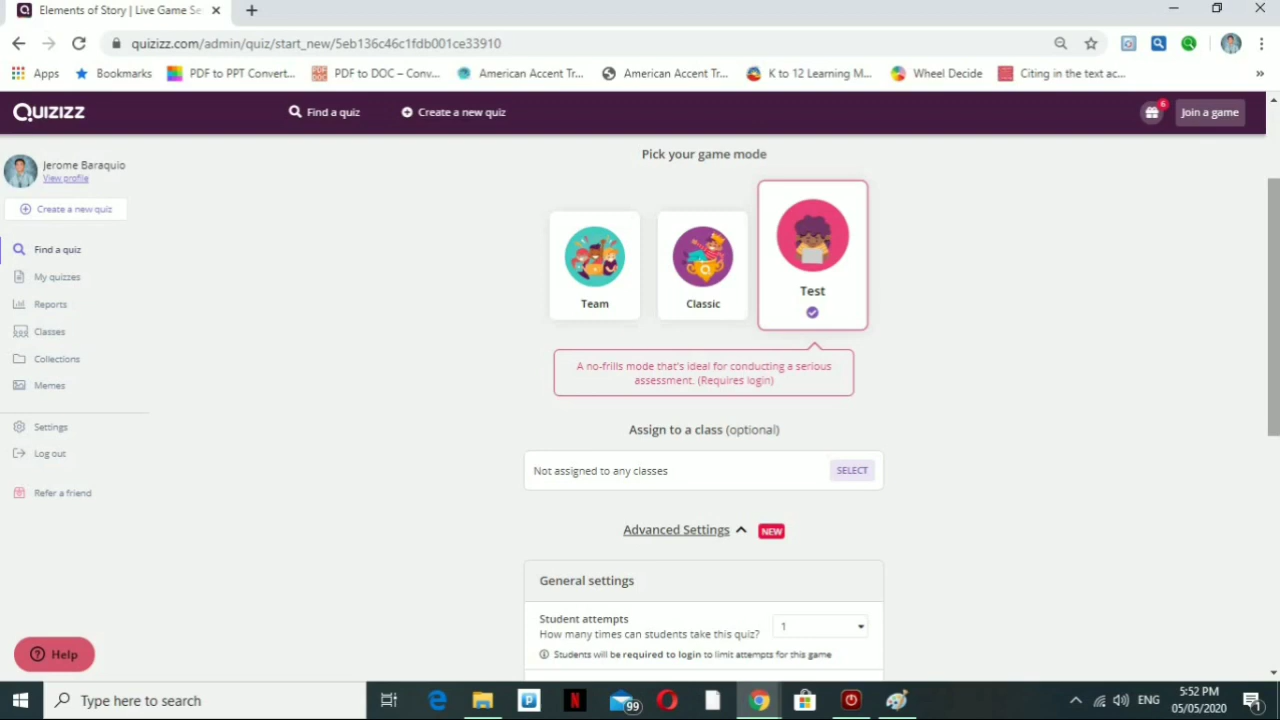 Elements of Story | Live Game Se
quizizz.com/admin/quiz/start_new/5eb136c46c1fdb001ce33910
Apps
Bookmarks
PDF to PPT Convert...
PDF to DOC – Conv...
American Accent Tr...
American Accent Tr...
K to 12 Learning M...
Wheel Decide
Citing in the text ac...
»
QUIZIZZ
Find a quiz
Create a new quiz
6
Join a game
Jerome Baraquio
View profile
Create a new quiz
Find a quiz
My quizzes
Reports
Classes
Collections
Memes
Settings
Log out
Refer a friend
Help
Pick your game mode
Team
Classic
Test
A no-frills mode that's ideal for conducting a serious
assessment. (Requires login)
Assign to a class (optional)
Not assigned to any classes
SELECT
Advanced Settings
NEW
General settings
Student attempts
How many times can students take this quiz?
1
Students will be required to login to limit attempts for this game
Type here to search
99
ENG
5:52 PM
05/05/2020
1